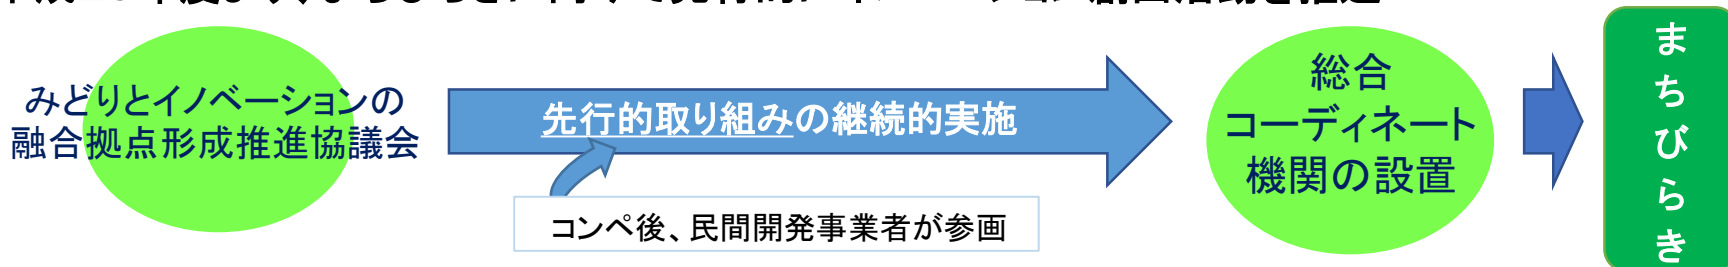 みどりとイノベーションの
融合拠点形成推進協議会
先行的取り組みの継続的実施
コンペ後、民間開発事業者が参画
総合
コーディネート
機関の設置
まちびらき